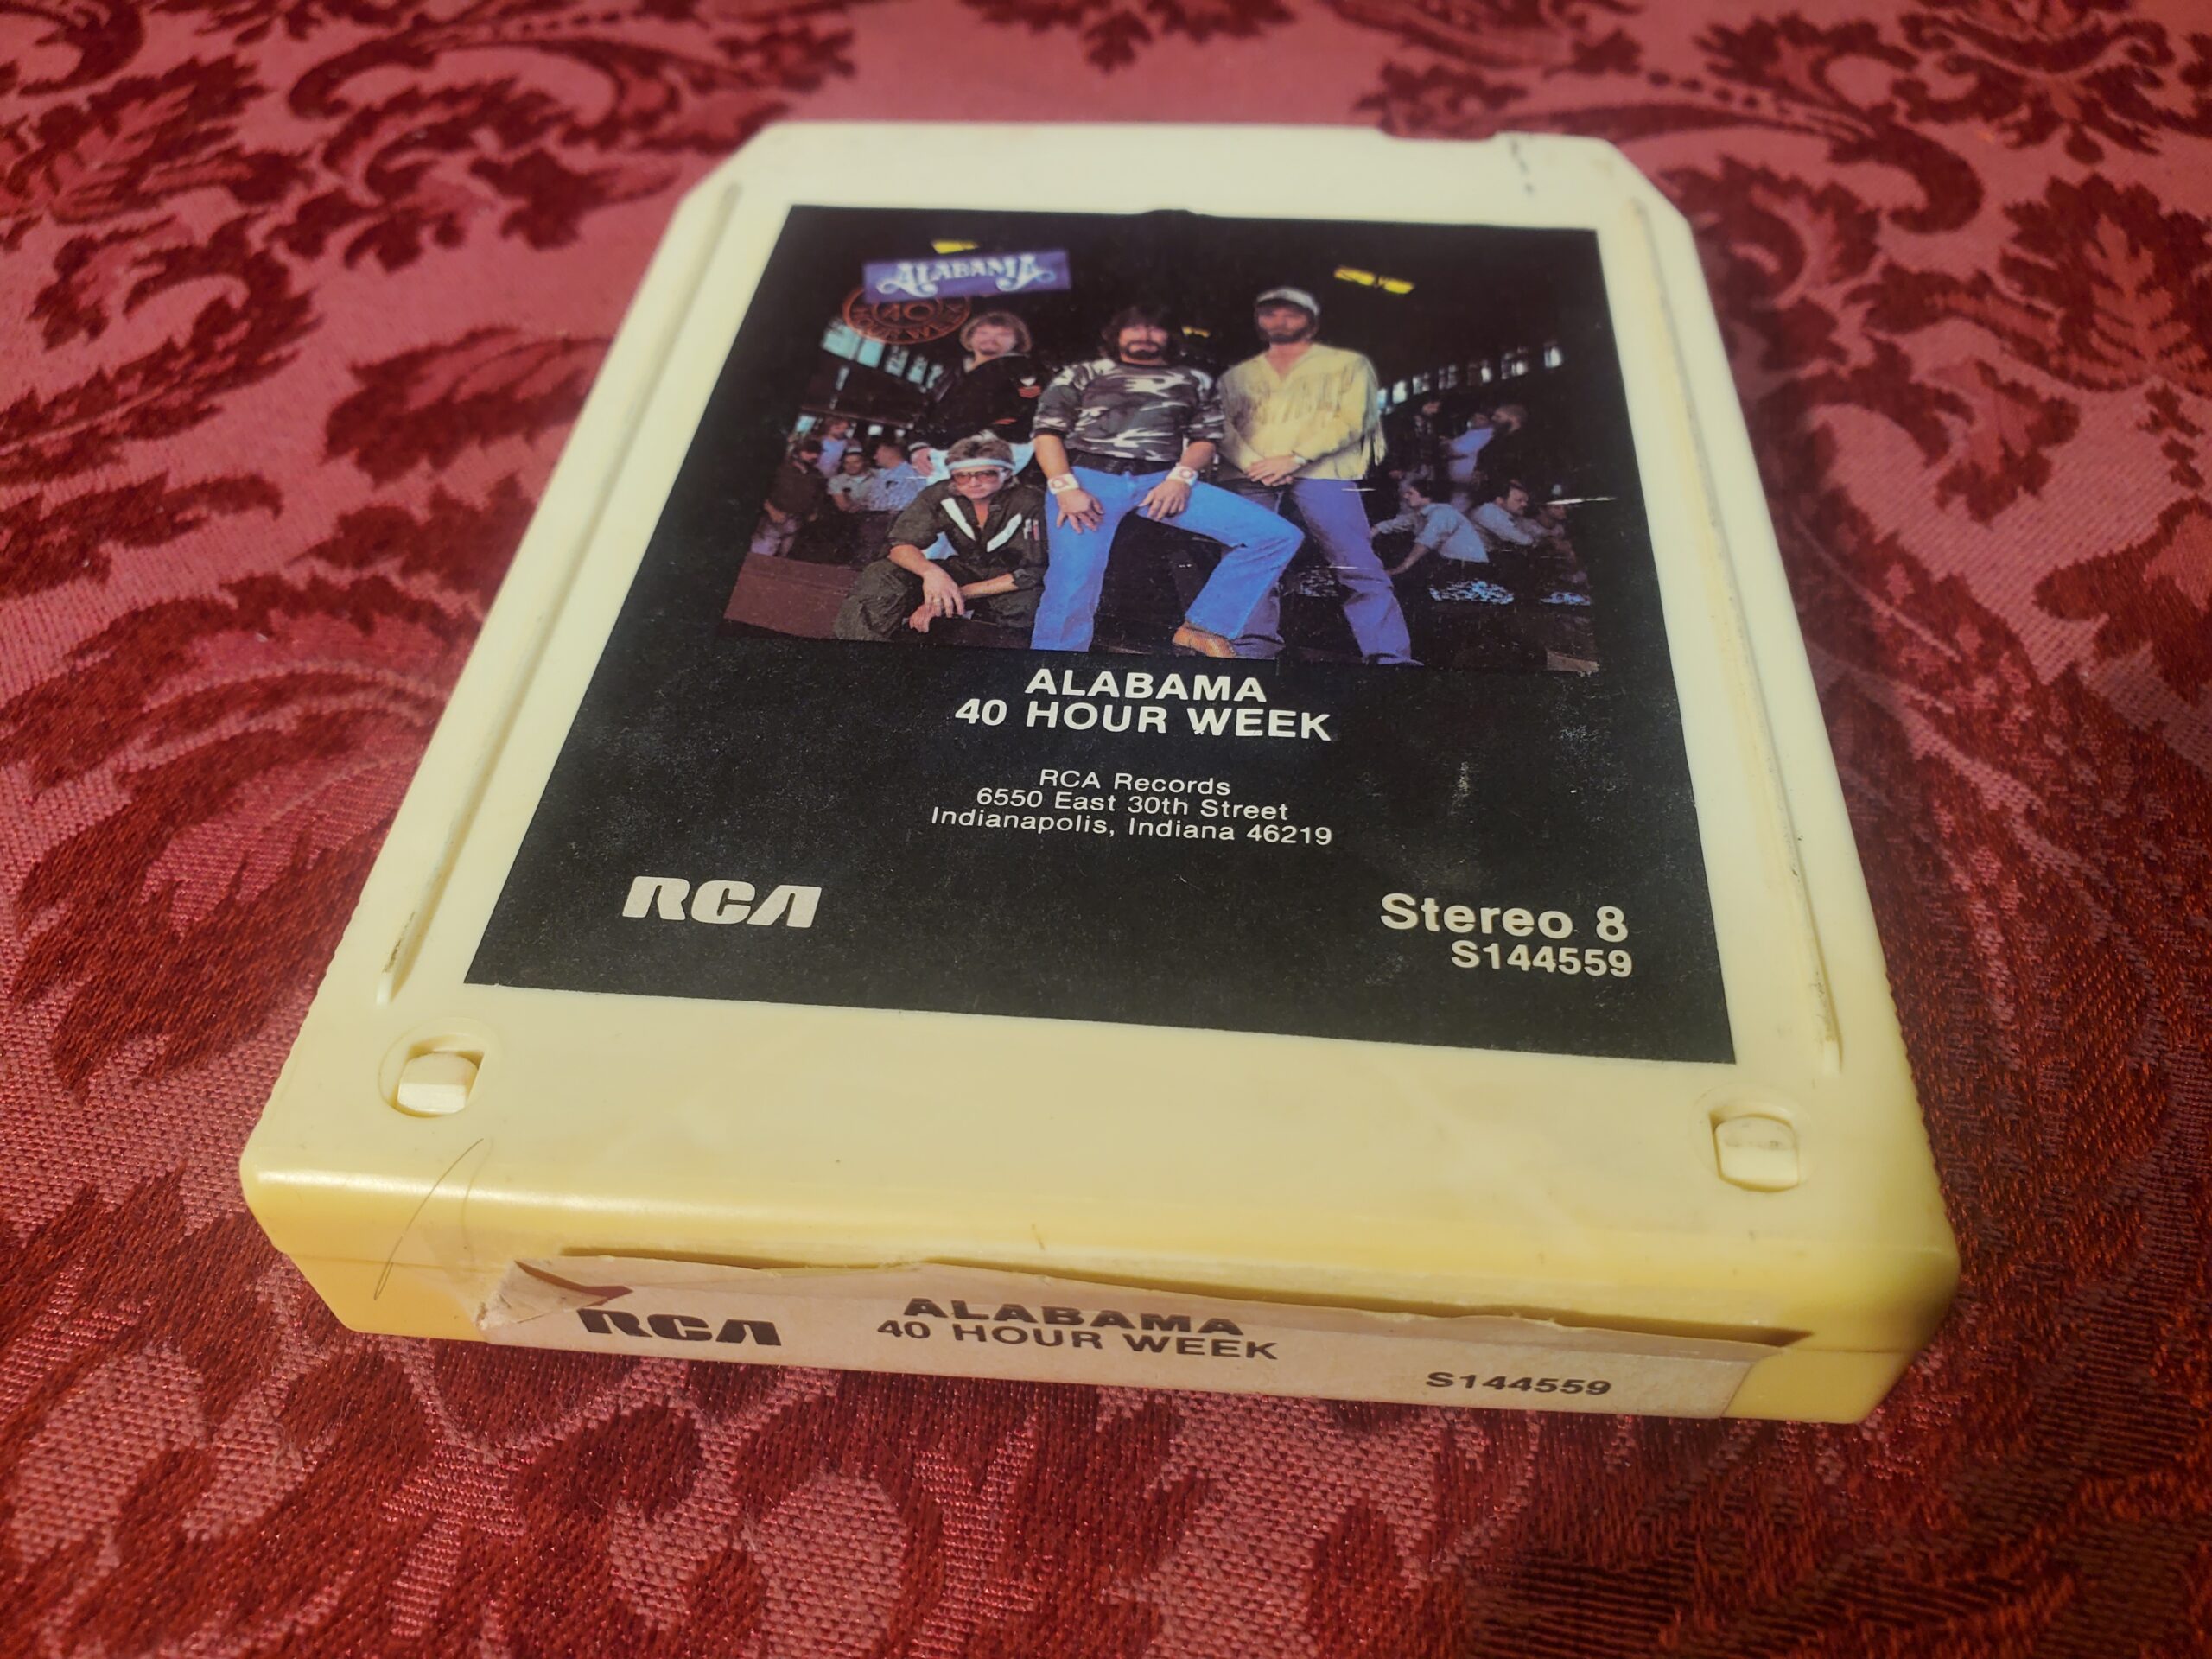 ALABAMA
40
ALABAMA
40 HOUR WEEK
RCA Records
6550 East 30th Street
Indianapolis, Indiana 46219
RCA
Stereo 8
S144559
RCA
ALABAMA
40 HOUR WEEK
S144559